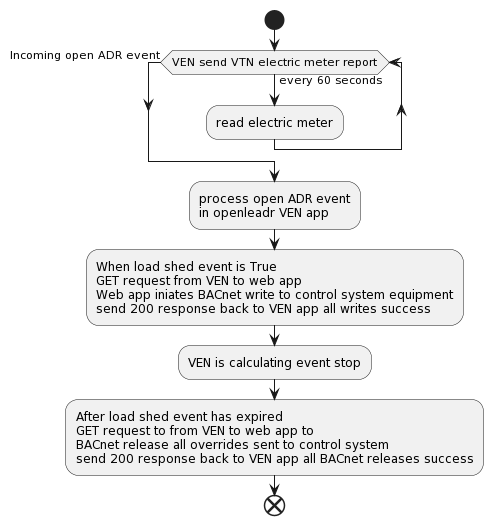 Incoming open ADR event
VEN send VTN electric meter report
every 60 seconds
read electric meter
process open ADR event
in openleadr VEN app
When load shed event is True
GET request from VEN to web app
Web app iniates BACnet write to control system equipment
send 200 response back to VEN app all writes success
VEN is calculating event stop
After load shed event has expired
GET request to from VEN to web app to
BACnet release all overrides sent to control system
send 200 response back to VEN app all BACnet releases success